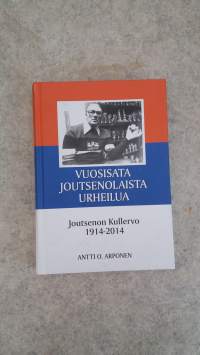 VUOSISATA
JOUTSENOLAISTA
URHEILUA
Joutsenon Kullervo
1914-2014
ANTTI O. ARPONEN